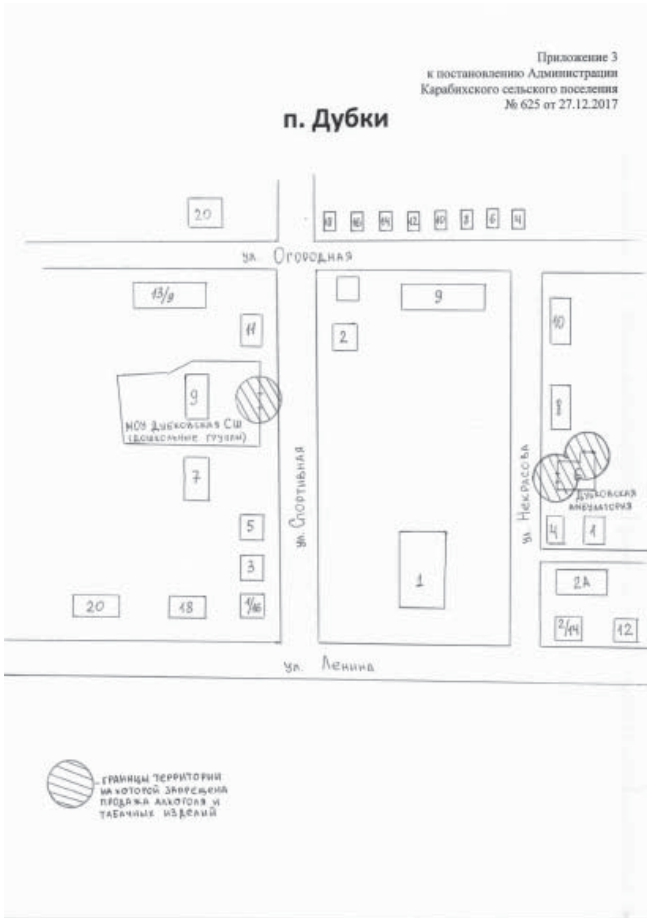 Приложение 3
к постановлению Администрации
Карабихского сельского поселения
№ 625 от 27.12.2017
п. Дубки
20
18 16 14 12 10 8 6 4
ул. Огородная
13/9
9
10
11
2
9
8
МОУ Дубковская СШ
(дошкольные группы)
7
ул. Спортивная
ул Некрасова
6
Дубковская
амбулатория
5
4 1
3
1
2А
20 18 1/16
2/14 12
ул. Ленина
- границы территории
на которой запрещена
продажа алкоголя и
табачных изделий